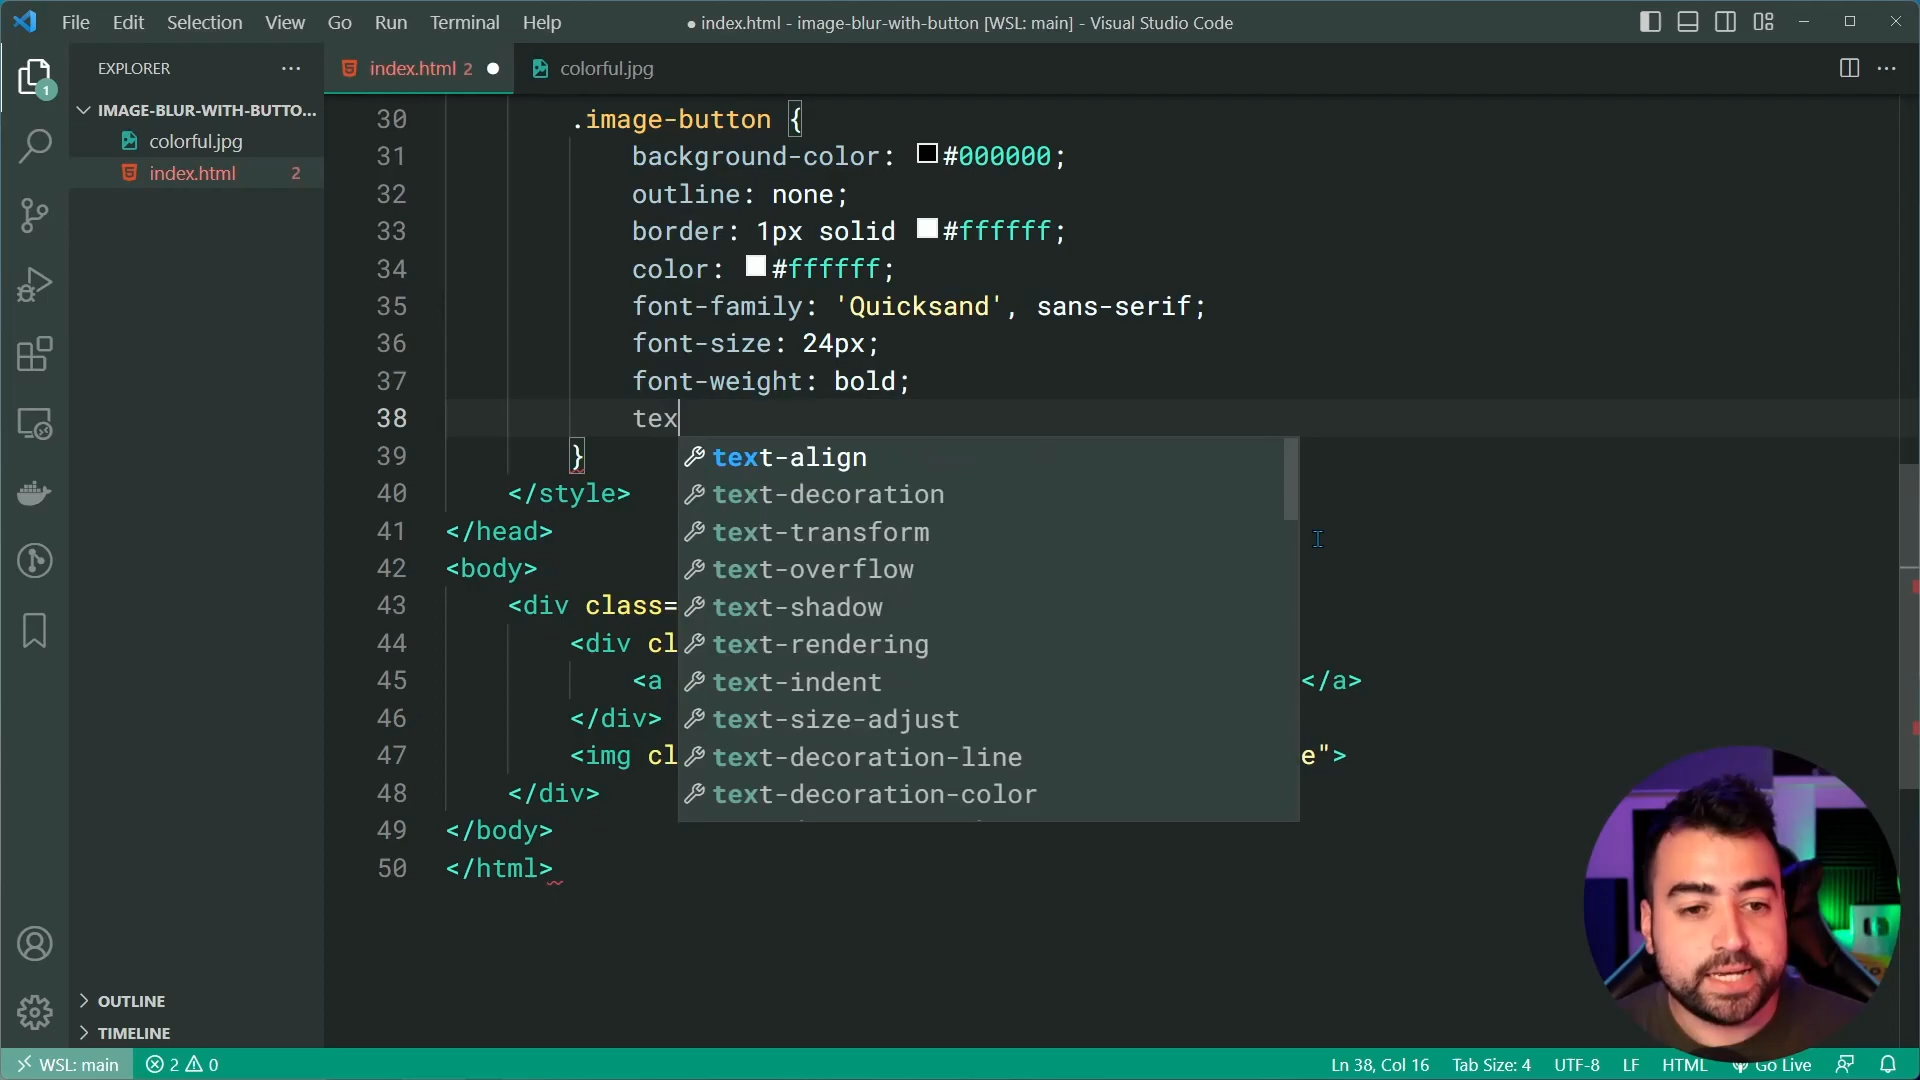 File Edit Selection View Go Run Terminal Help
● index.html - image-blur-with-button [WSL: main] - Visual Studio Code
EXPLORER
index.html 2
colorful.jpg
1
IMAGE-BLUR-WITH-BUTTO...
colorful.jpg
index.html 2
30 .image-button {
31 background-color: #000000;
32 outline: none;
33 border: 1px solid #ffffff;
34 color: #ffffff;
35 font-family: 'Quicksand', sans-serif;
36 font-size: 24px;
37 font-weight: bold;
38 tex
39 }
40 </style>
41 </head>
42 <body>
43 <div class=
44 <div cl
45 <a </a>
46 </div>
47 <img cl e">
48 </div>
49 </body>
50 </html>
text-align
text-decoration
text-transform
text-overflow
text-shadow
text-rendering
text-indent
text-size-adjust
text-decoration-line
text-decoration-color
OUTLINE
TIMELINE
WSL: main 2 0 Ln 38, Col 16 Tab Size: 4 UTF-8 LF HTML Go Live